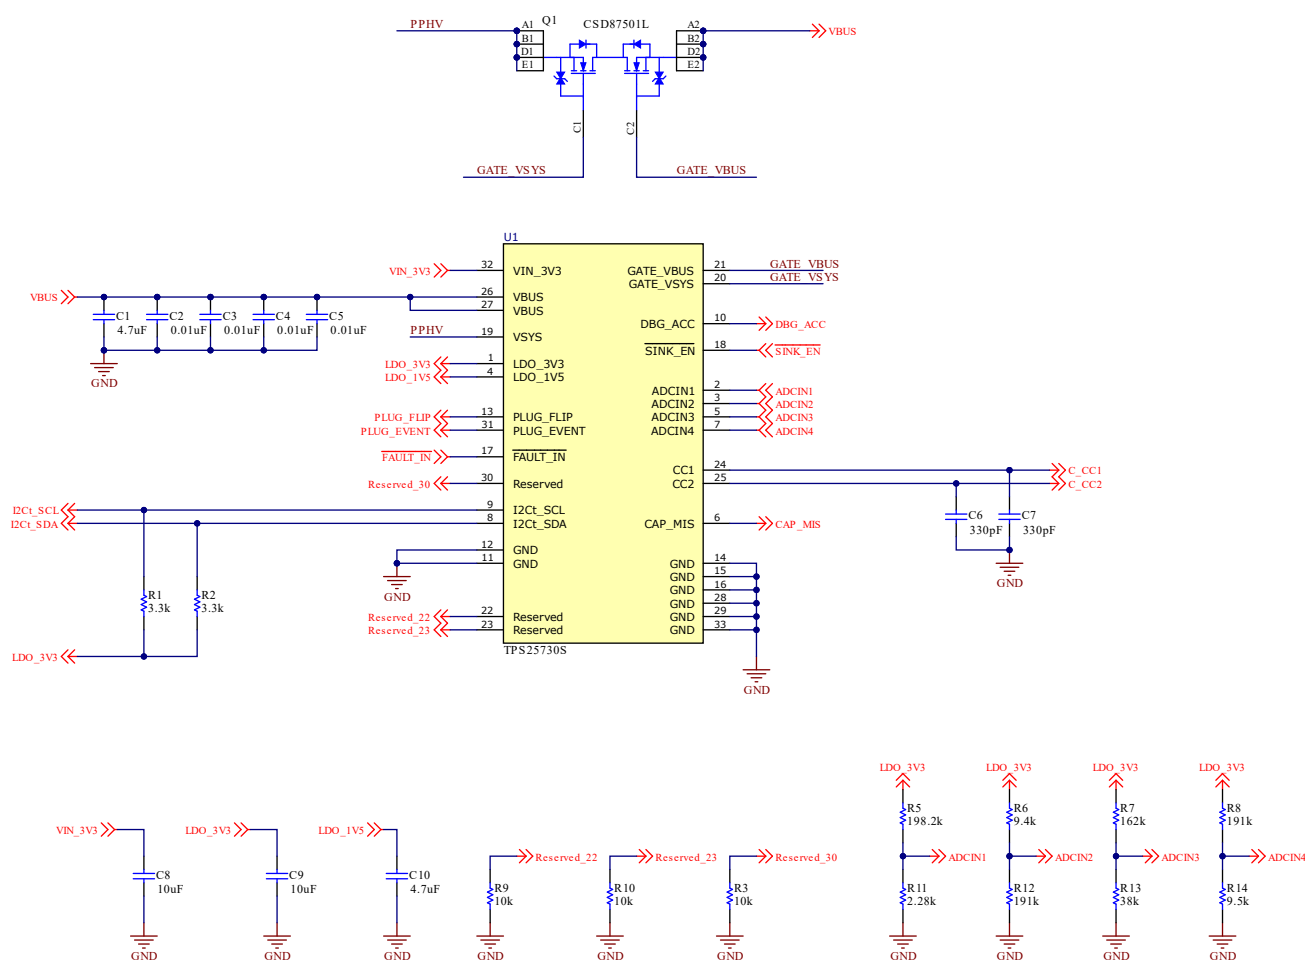 PPHV
A1
Q1
CSD87501L
A2
VBUS
B1
B2
D1
D2
E1
E2
C1
C2
GATE_VSYS
GATE_VBUS
U1
VIN_3V3
32
VIN_3V3
GATE_VBUS
21
GATE_VBUS
GATE_VSYS
20
GATE_VSYS
VBUS
26
VBUS
27
VBUS
C1
4.7uF
C2
0.01uF
C3
0.01uF
C4
0.01uF
C5
0.01uF
GND
DBG_ACC
10
DBG_ACC
PPHV
19
VSYS
SINK_EN
18
SINK_EN
LDO_3V3
1
LDO_3V3
LDO_1V5
4
LDO_1V5
ADCIN1
2
ADCIN1
ADCIN2
3
ADCIN2
ADCIN3
5
ADCIN3
ADCIN4
7
ADCIN4
PLUG_FLIP
13
PLUG_FLIP
PLUG_EVENT
31
PLUG_EVENT
FAULT_IN
17
FAULT_IN
Reserved_30
30
Reserved
CC1
24
C_CC1
CC2
25
C_CC2
I2Ct_SCL
9
I2Ct_SCL
I2Ct_SDA
8
I2Ct_SDA
CAP_MIS
6
CAP_MIS
C6
330pF
C7
330pF
GND
12
GND
11
GND
GND
GND
14
GND
15
GND
16
GND
28
GND
29
GND
33
GND
R1
3.3k
R2
3.3k
Reserved_22
22
Reserved
Reserved_23
23
Reserved
LDO_3V3
TPS25730S
VIN_3V3
C8
10uF
GND
LDO_3V3
C9
10uF
GND
LDO_1V5
C10
4.7uF
GND
Reserved_22
R9
10k
GND
Reserved_23
R10
10k
GND
Reserved_30
R3
10k
GND
LDO_3V3
R5
198.2k
ADCIN1
R11
2.28k
GND
LDO_3V3
R6
9.4k
ADCIN2
R12
191k
GND
LDO_3V3
R7
162k
ADCIN3
R13
38k
GND
LDO_3V3
R8
191k
ADCIN4
R14
9.5k
GND